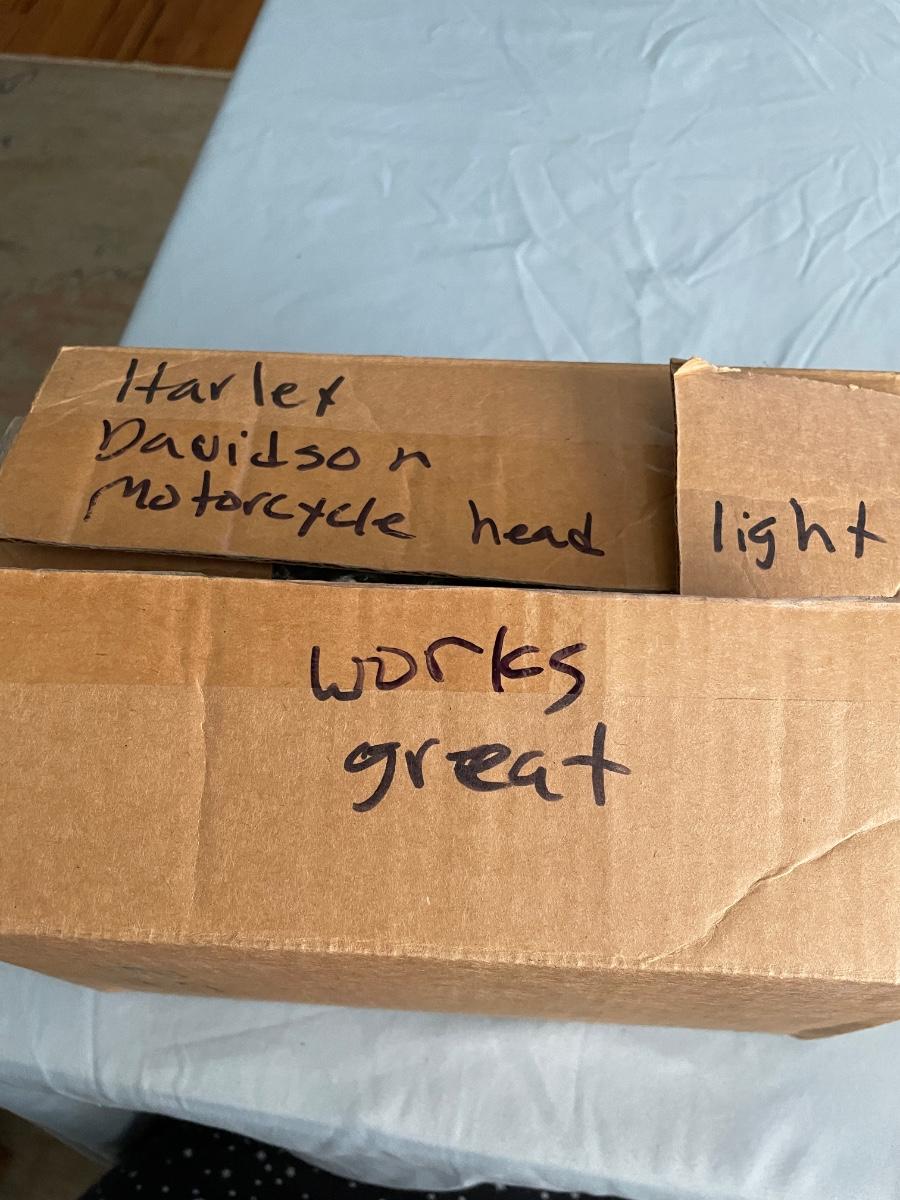 Harley
Davidson
Motorcycle head light
works
great